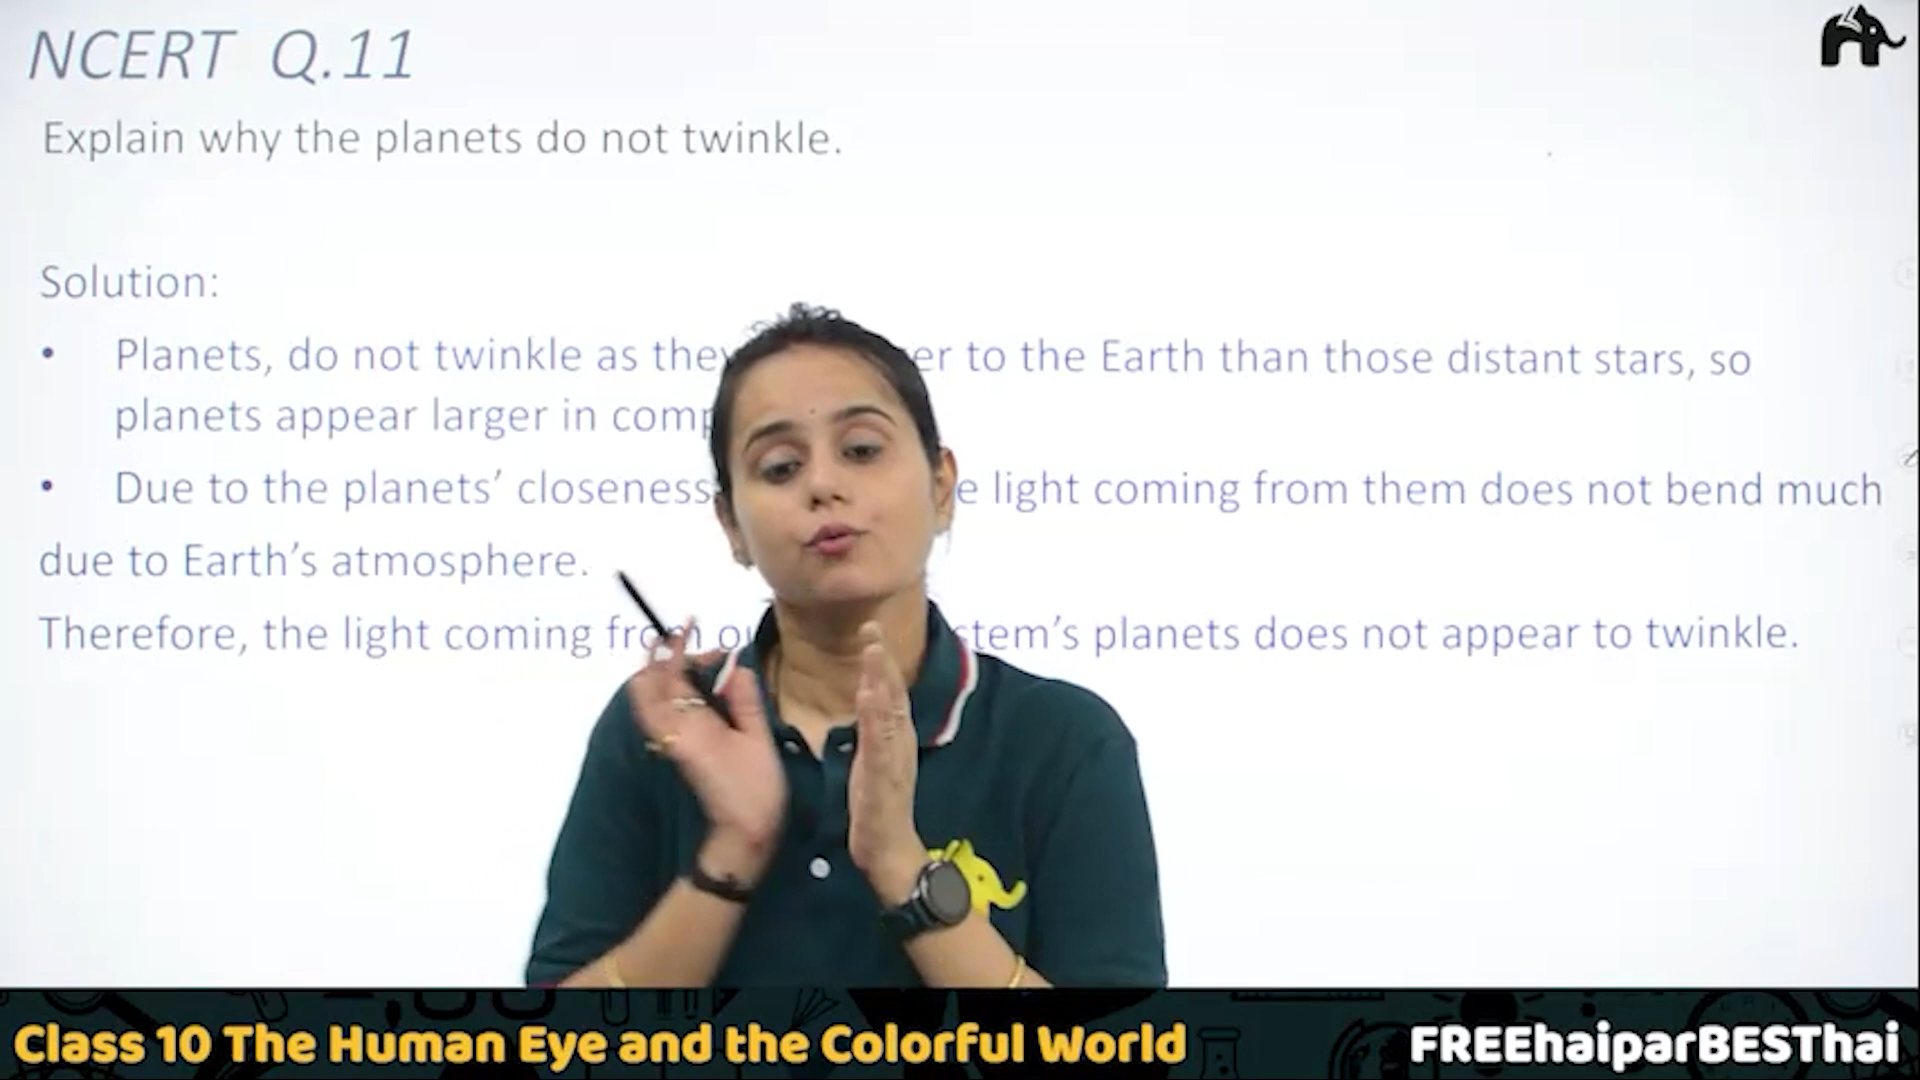 NCERT Q.11
Explain why the planets do not twinkle.
Solution:
• Planets, do not twinkle as they er to the Earth than those distant stars, so
planets appear larger in comp
• Due to the planets’ closeness e light coming from them does not bend much
due to Earth’s atmosphere.
Therefore, the light coming from ou stem’s planets does not appear to twinkle.
Class 10 The Human Eye and the Colorful World
FREEhaiparBESThai